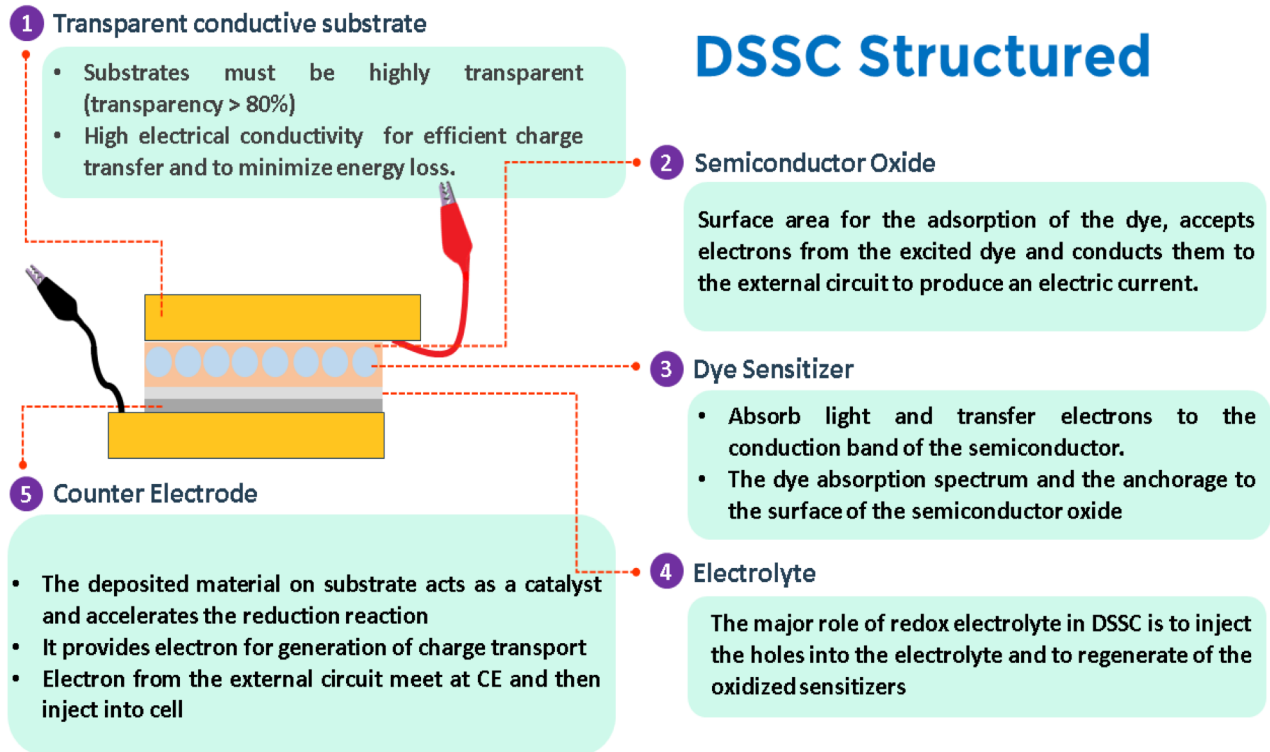 DSSC Structured
1 Transparent conductive substrate
• Substrates must be highly transparent
(transparency > 80%)
• High electrical conductivity for efficient charge
transfer and to minimize energy loss.
2 Semiconductor Oxide
Surface area for the adsorption of the dye, accepts
electrons from the excited dye and conducts them to
the external circuit to produce an electric current.
3 Dye Sensitizer
• Absorb light and transfer electrons to the
conduction band of the semiconductor.
• The dye absorption spectrum and the anchorage to
the surface of the semiconductor oxide
4 Electrolyte
The major role of redox electrolyte in DSSC is to inject
the holes into the electrolyte and to regenerate of the
oxidized sensitizers
5 Counter Electrode
• The deposited material on substrate acts as a catalyst
and accelerates the reduction reaction
• It provides electron for generation of charge transport
• Electron from the external circuit meet at CE and then
inject into cell